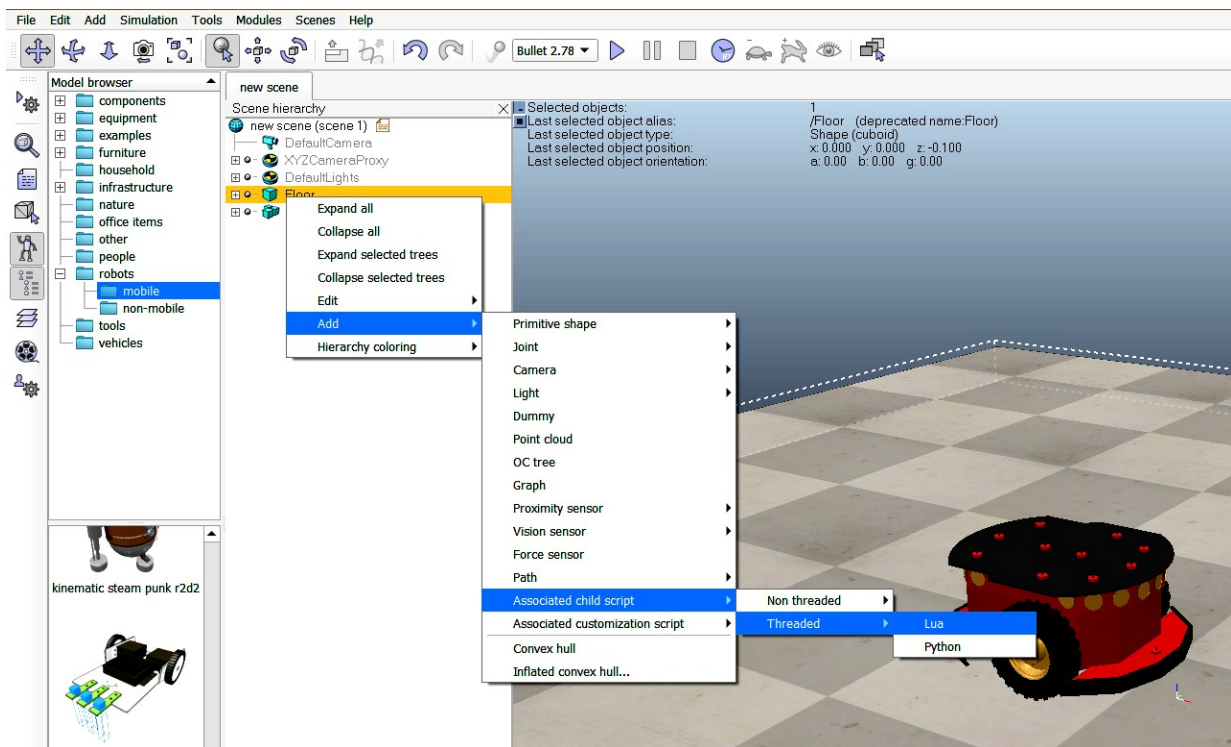 File Edit Add Simulation Tools Modules Scenes Help
Bullet 2.78
Model browser
components
equipment
examples
furniture
household
infrastructure
nature
office items
other
people
robots
mobile
non-mobile
tools
vehicles
kinematic steam punk r2d2
new scene
Scene hierarchy
new scene (scene 1)
DefaultCamera
XYZCameraProxy
DefaultLights
Floor
Selected objects: 1
Last selected object alias: /Floor (deprecated name:Floor)
Last selected object type: Shape (cuboid)
Last selected object position: x: 0.000 y: 0.000 z: -0.100
Last selected object orientation: a: 0.00 b: 0.00 g: 0.00
Expand all
Collapse all
Expand selected trees
Collapse selected trees
Edit
Add
Hierarchy coloring
Primitive shape
Joint
Camera
Light
Dummy
Point cloud
OC tree
Graph
Proximity sensor
Vision sensor
Force sensor
Path
Associated child script
Associated customization script
Convex hull
Inflated convex hull...
Non threaded
Threaded
Lua
Python